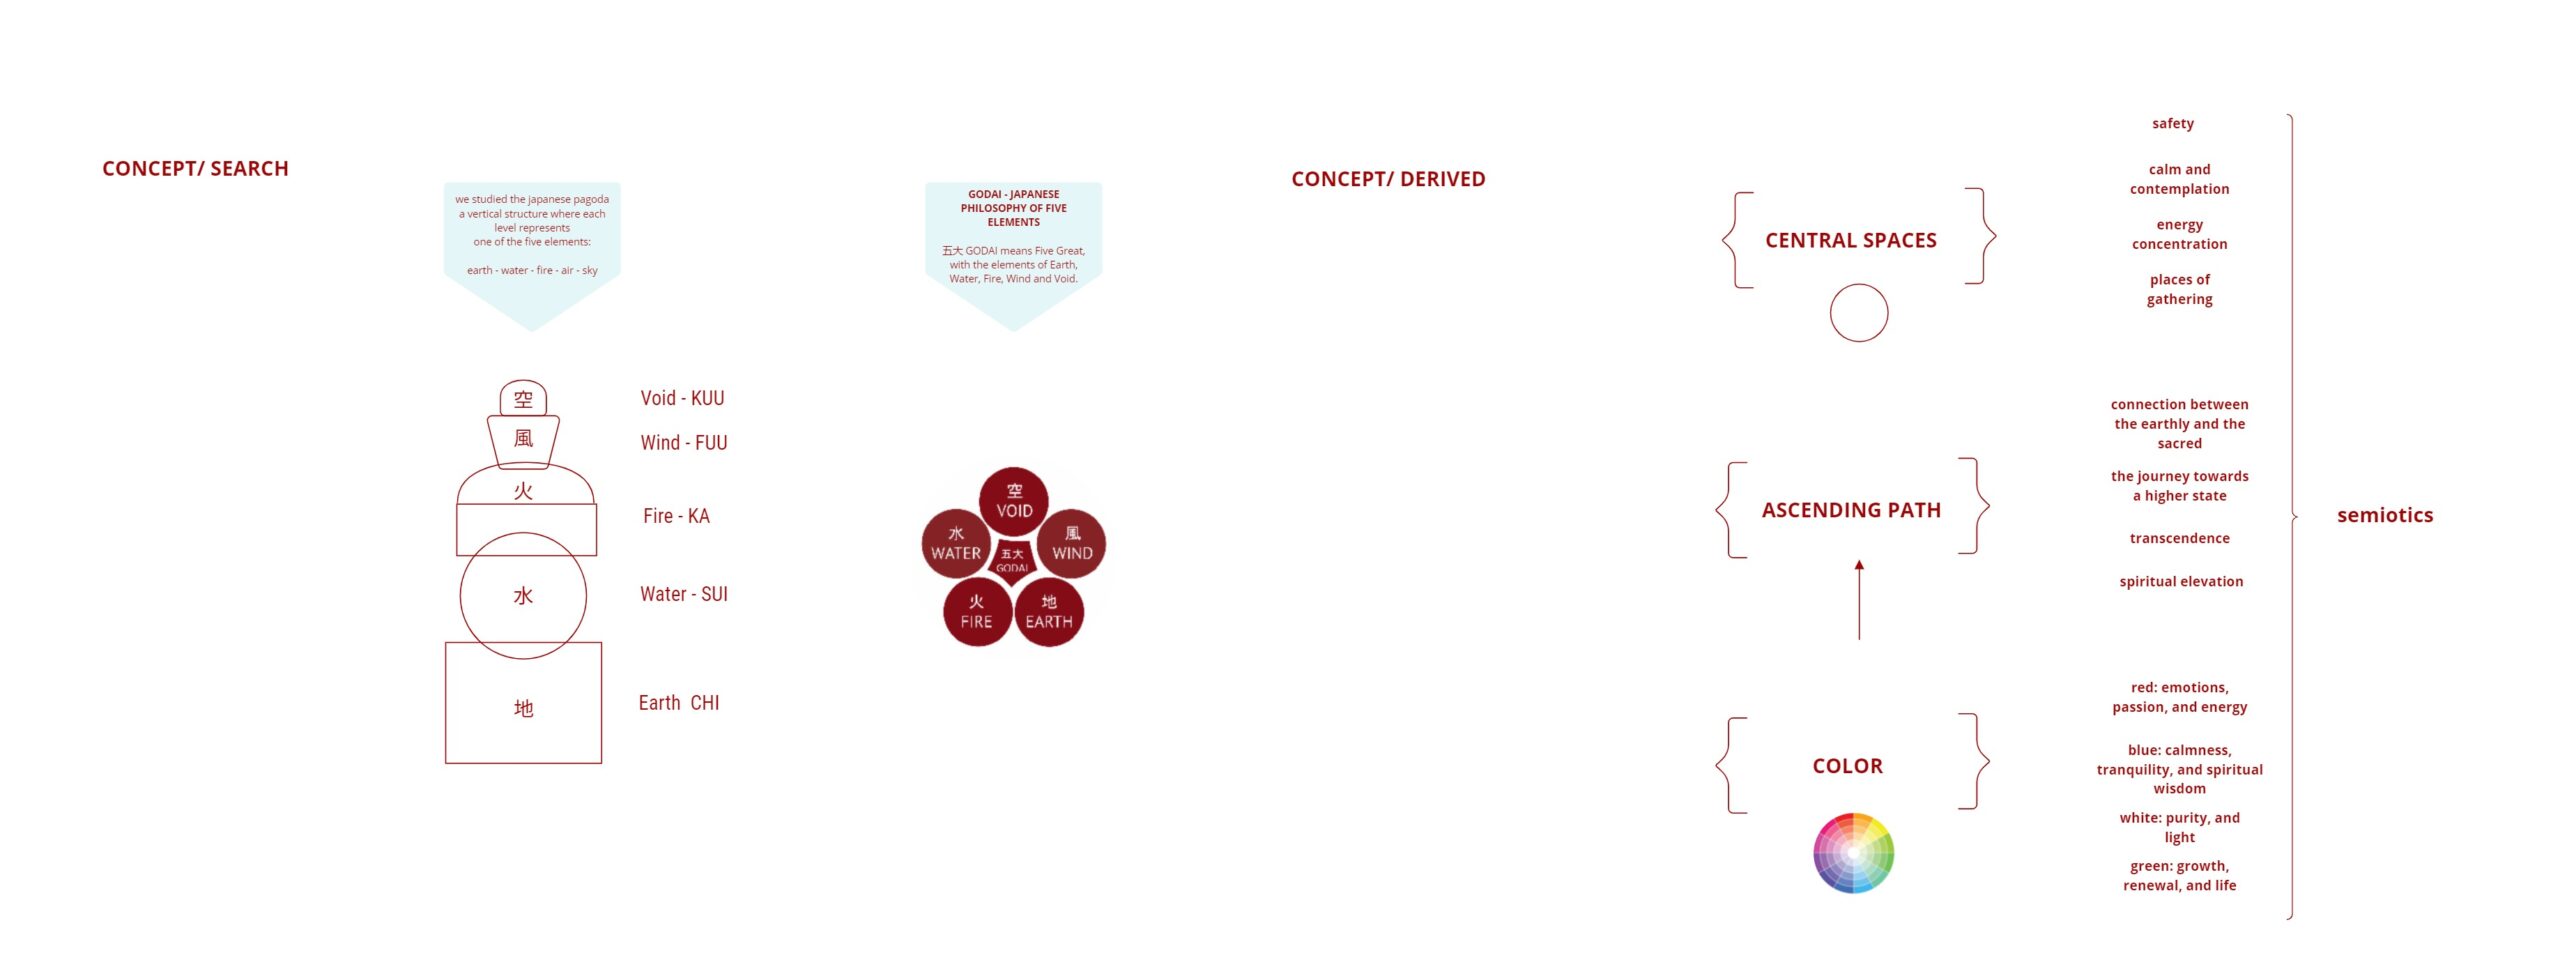 CONCEPT/ SEARCH
we studied the japanese pagoda
a vertical structure where each
level represents
one of the five elements:
earth - water - fire - air - sky
空
風
火
水
地
Void - KUU
Wind - FUU
Fire - KA
Water - SUI
Earth  CHI
GODAI - JAPANESE
PHILOSOPHY OF FIVE
ELEMENTS
五大 GODAI means Five Great,
with the elements of Earth,
Water, Fire, Wind and Void.
空
VOID
水
WATER
風
WIND
五大
GODAI
火
FIRE
地
EARTH
CONCEPT/ DERIVED
CENTRAL SPACES
safety
calm and
contemplation
energy
concentration
places of
gathering
ASCENDING PATH
connection between
the earthly and the
sacred
the journey towards
a higher state
transcendence
spiritual elevation
COLOR
red: emotions,
passion, and energy
blue: calmness,
tranquility, and spiritual
wisdom
white: purity, and
light
green: growth,
renewal, and life
semiotics